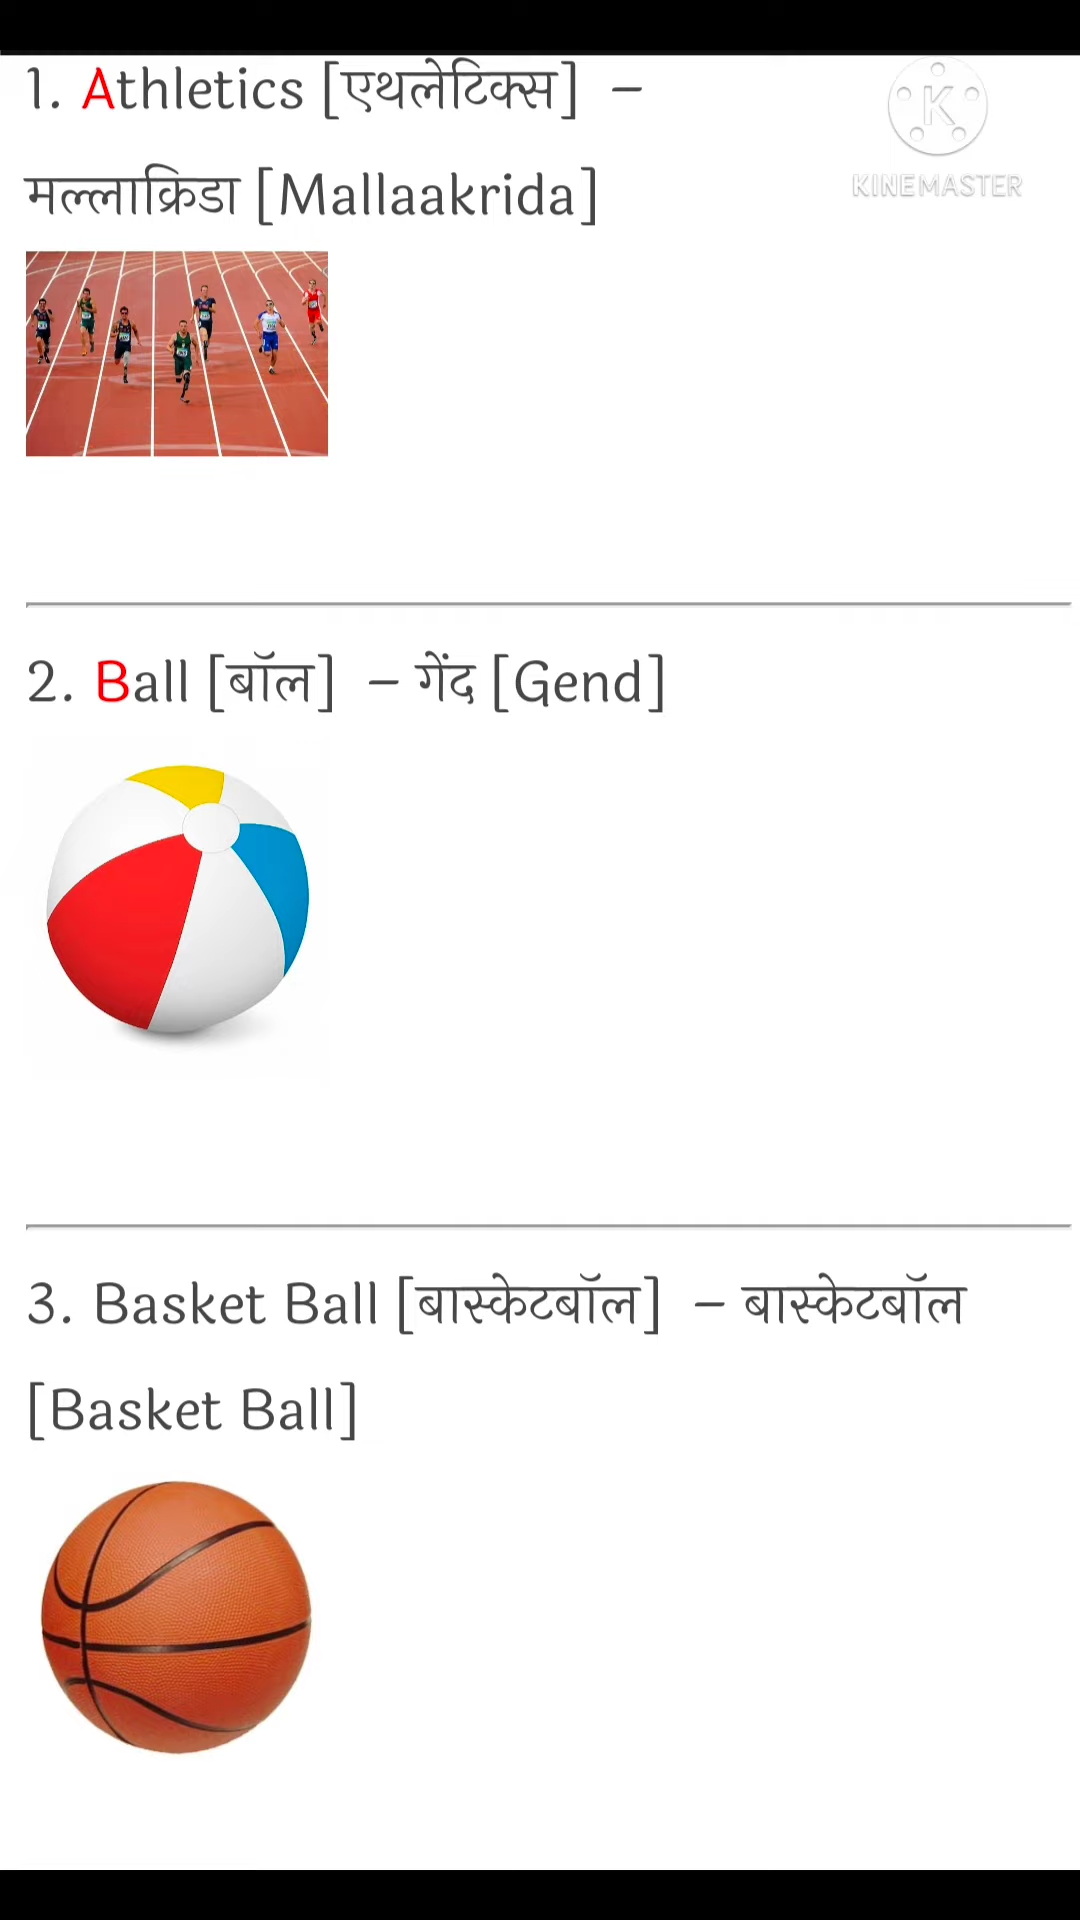 1. Athletics [एथलेटिक्स] –
मल्लाक्रिडा [Mallaakrida]
K
KINEMASTER
2. Ball [बॉल] – गेंद [Gend]
3. Basket Ball [बास्केटबॉल] – बास्केटबॉल
[Basket Ball]